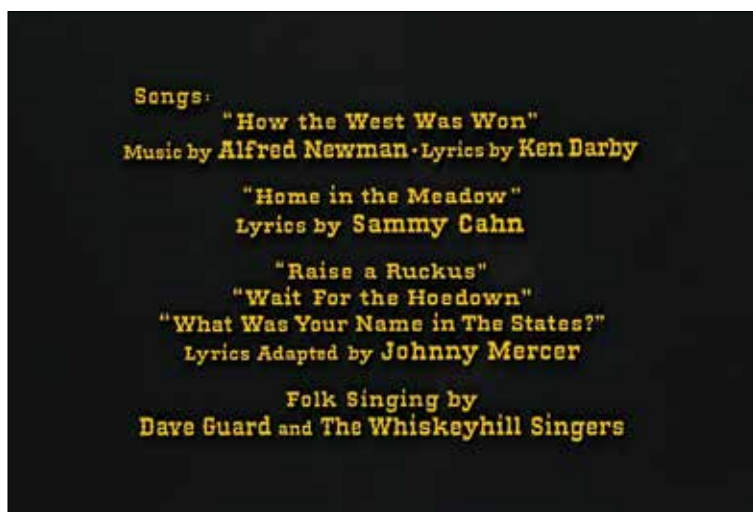 Songs:
"How the West Was Won"
Music by Alfred Newman · Lyrics by Ken Darby
"Home in the Meadow"
Lyrics by Sammy Cahn
"Raise a Ruckus"
"Wait For the Hoedown"
"What Was Your Name in The States?"
Lyrics Adapted by Johnny Mercer
Folk Singing by
Dave Guard and The Whiskeyhill Singers